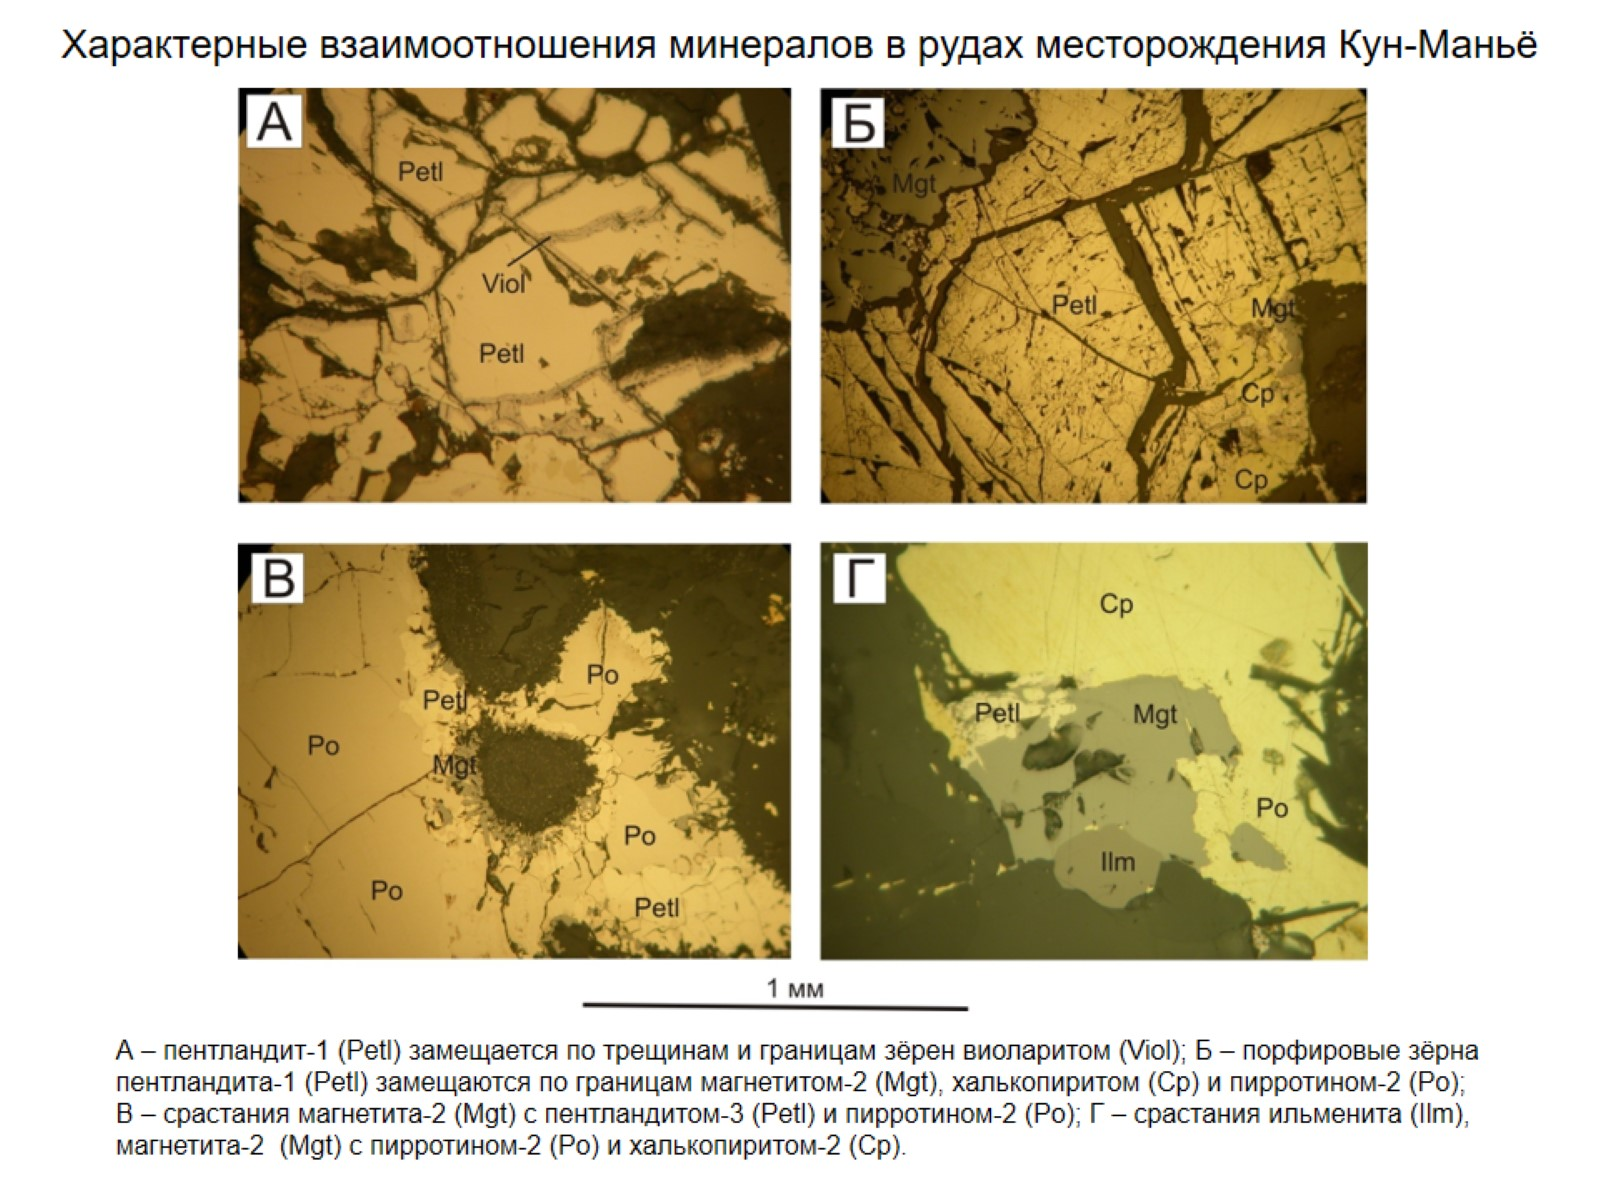 Характерные взаимоотношения минералов в рудах месторождения Кун-Маньё
А
Petl
Viol
Petl
Б
Mgt
Petl
Mgt
Cp
Cp
В
Po
Petl
Po
Mgt
Po
Po
Petl
Г
Cp
Petl
Mgt
Po
Ilm
1 мм
А – пентландит-1 (Petl) замещается по трещинам и границам зёрен виоларитом (Viol); Б – порфировые зёрна
пентландита-1 (Petl) замещаются по границам магнетитом-2 (Mgt), халькопиритом (Cp) и пирротином-2 (Po);
В – срастания магнетита-2 (Mgt) с пентландитом-3 (Petl) и пирротином-2 (Po); Г – срастания ильменита (Ilm),
магнетита-2 (Mgt) с пирротином-2 (Po) и халькопиритом-2 (Cp).